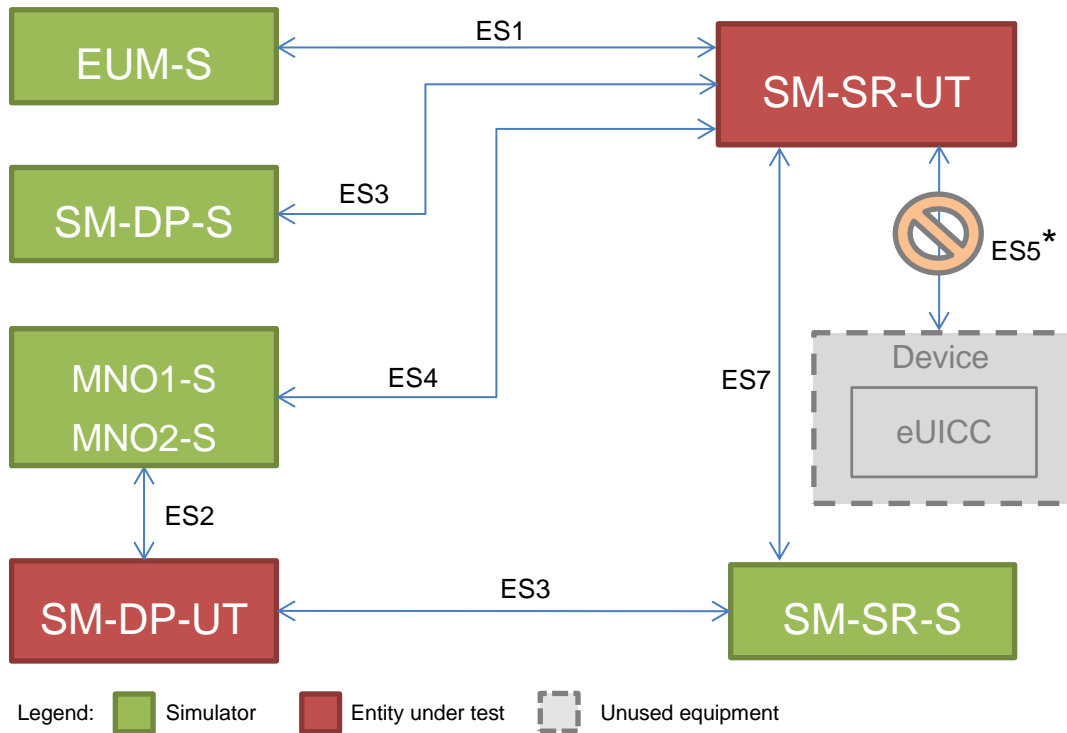 EUM-S
ES1
SM-SR-UT
SM-DP-S
ES3
ES5*
MNO1-S
MNO2-S
ES4
ES7
Device
eUICC
ES2
SM-DP-UT
ES3
SM-SR-S
Legend:
Simulator
Entity under test
Unused equipment